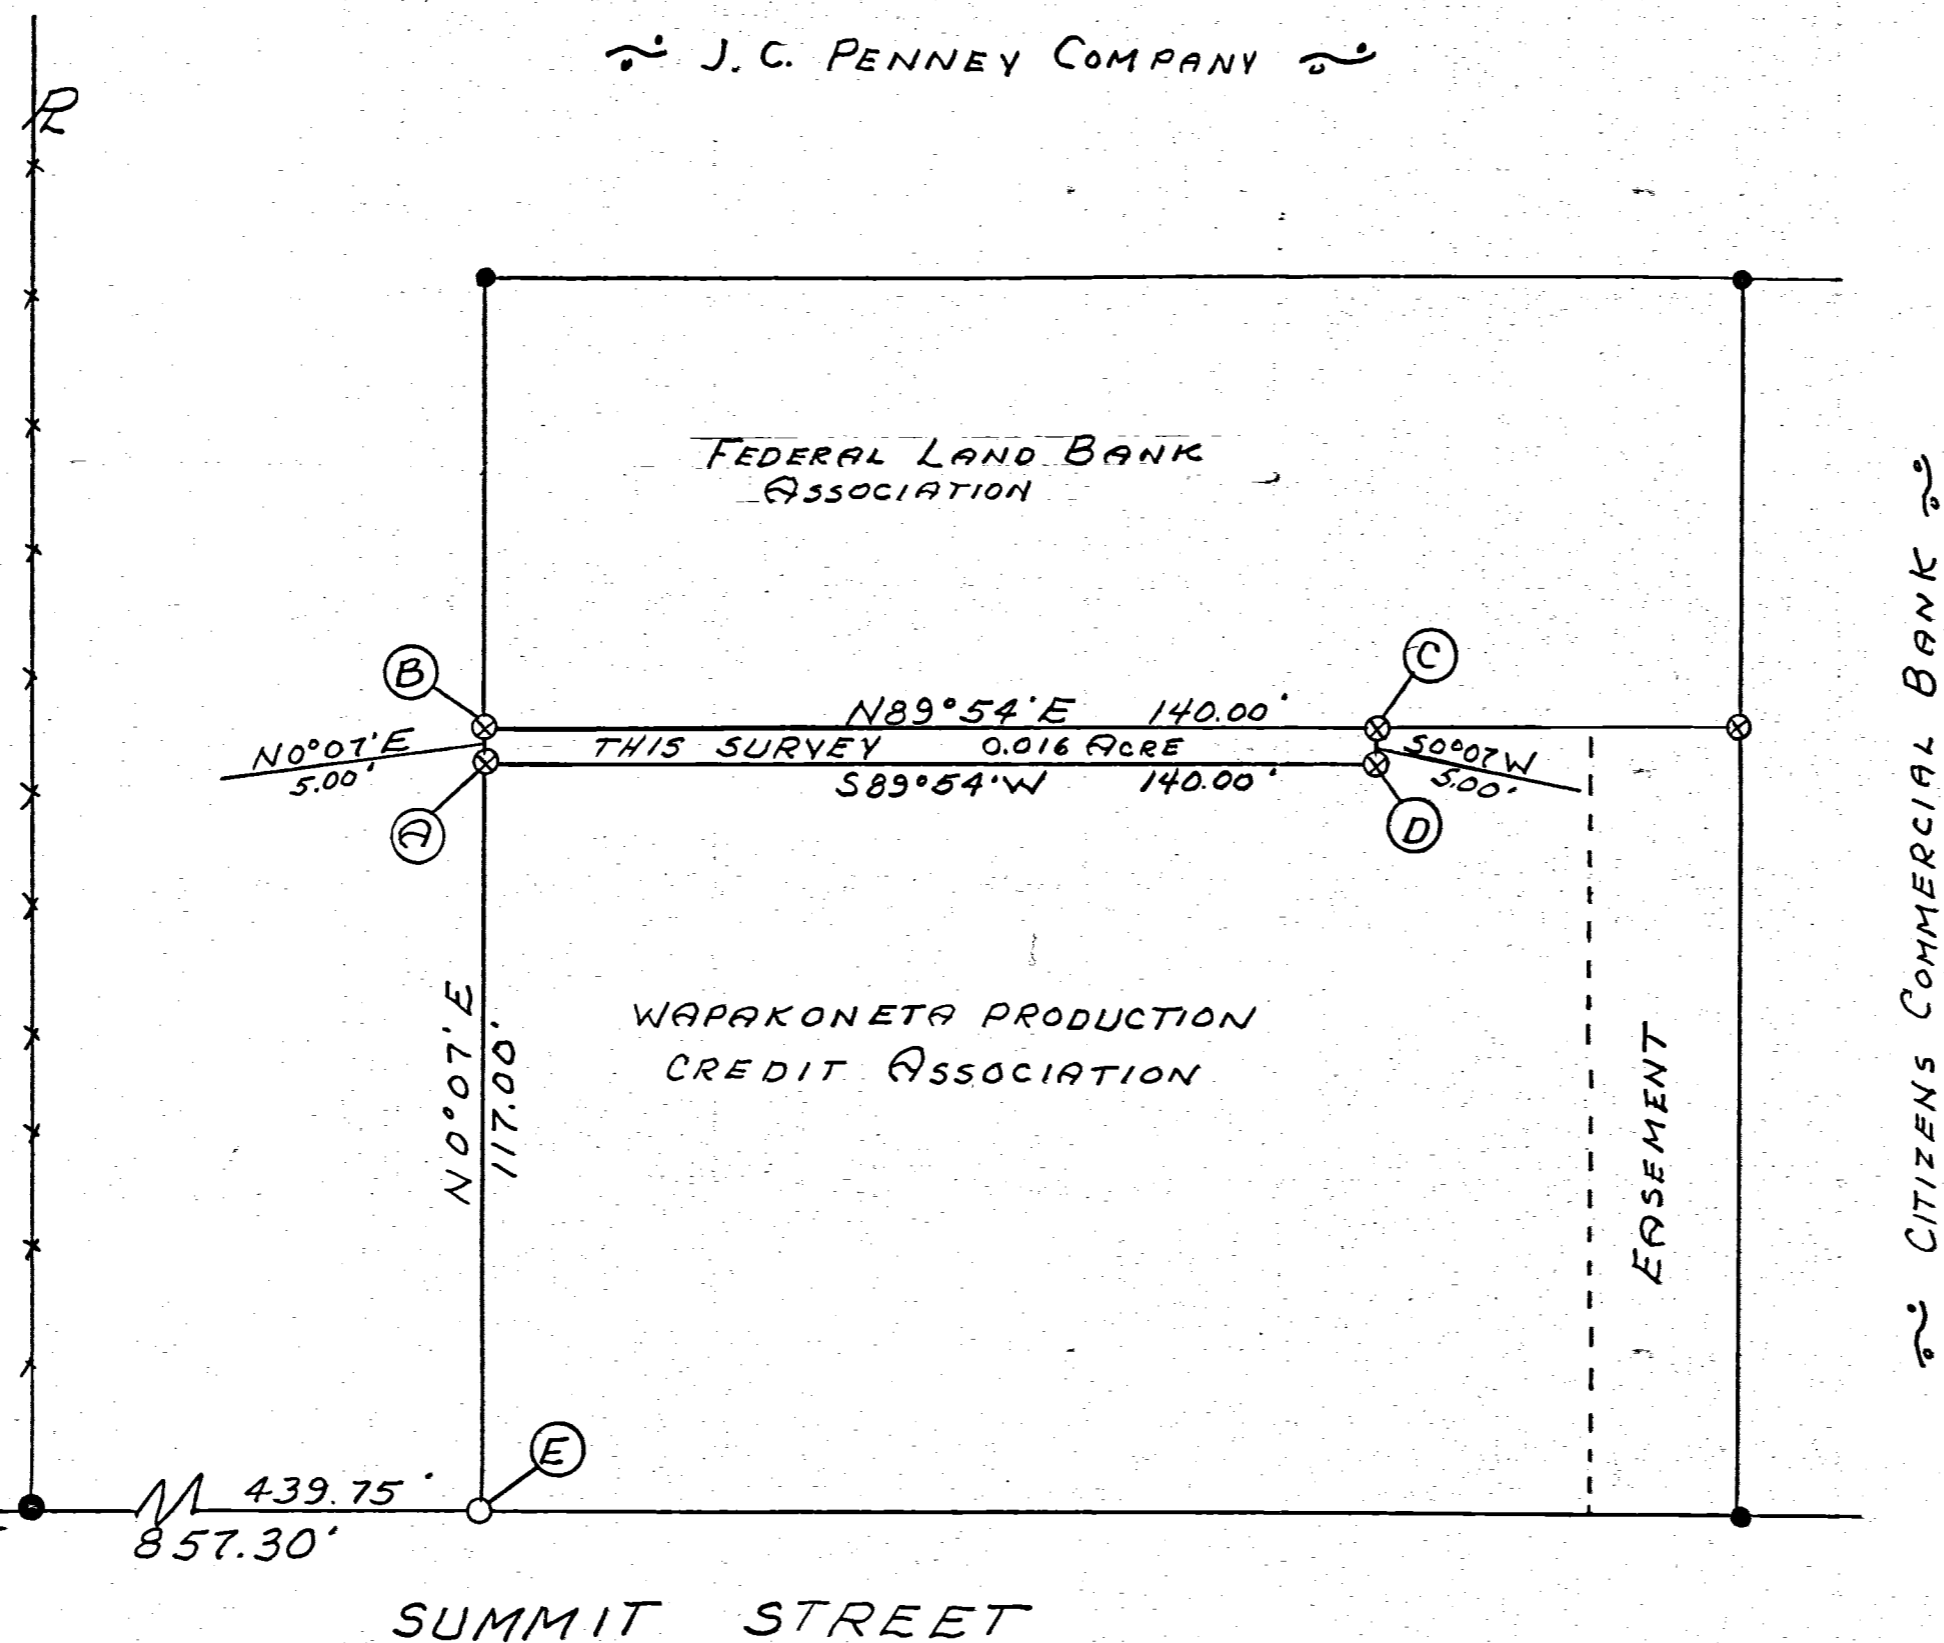 J.C. PENNEY COMPANY
PL
FEDERAL LAND BANK
ASSOCIATION
B
C
N89°54'E 140.00'
N0°07'E
5.00'
THIS SURVEY 0.016 ACRE
S0°07'W
5.00'
S89°54'W 140.00'
A
D
CITIZENS COMMERCIAL BANK
N0°07'E
117.00'
WAPAKONETA PRODUCTION
CREDIT ASSOCIATION
EASEMENT
E
439.75'
857.30'
SUMMIT STREET